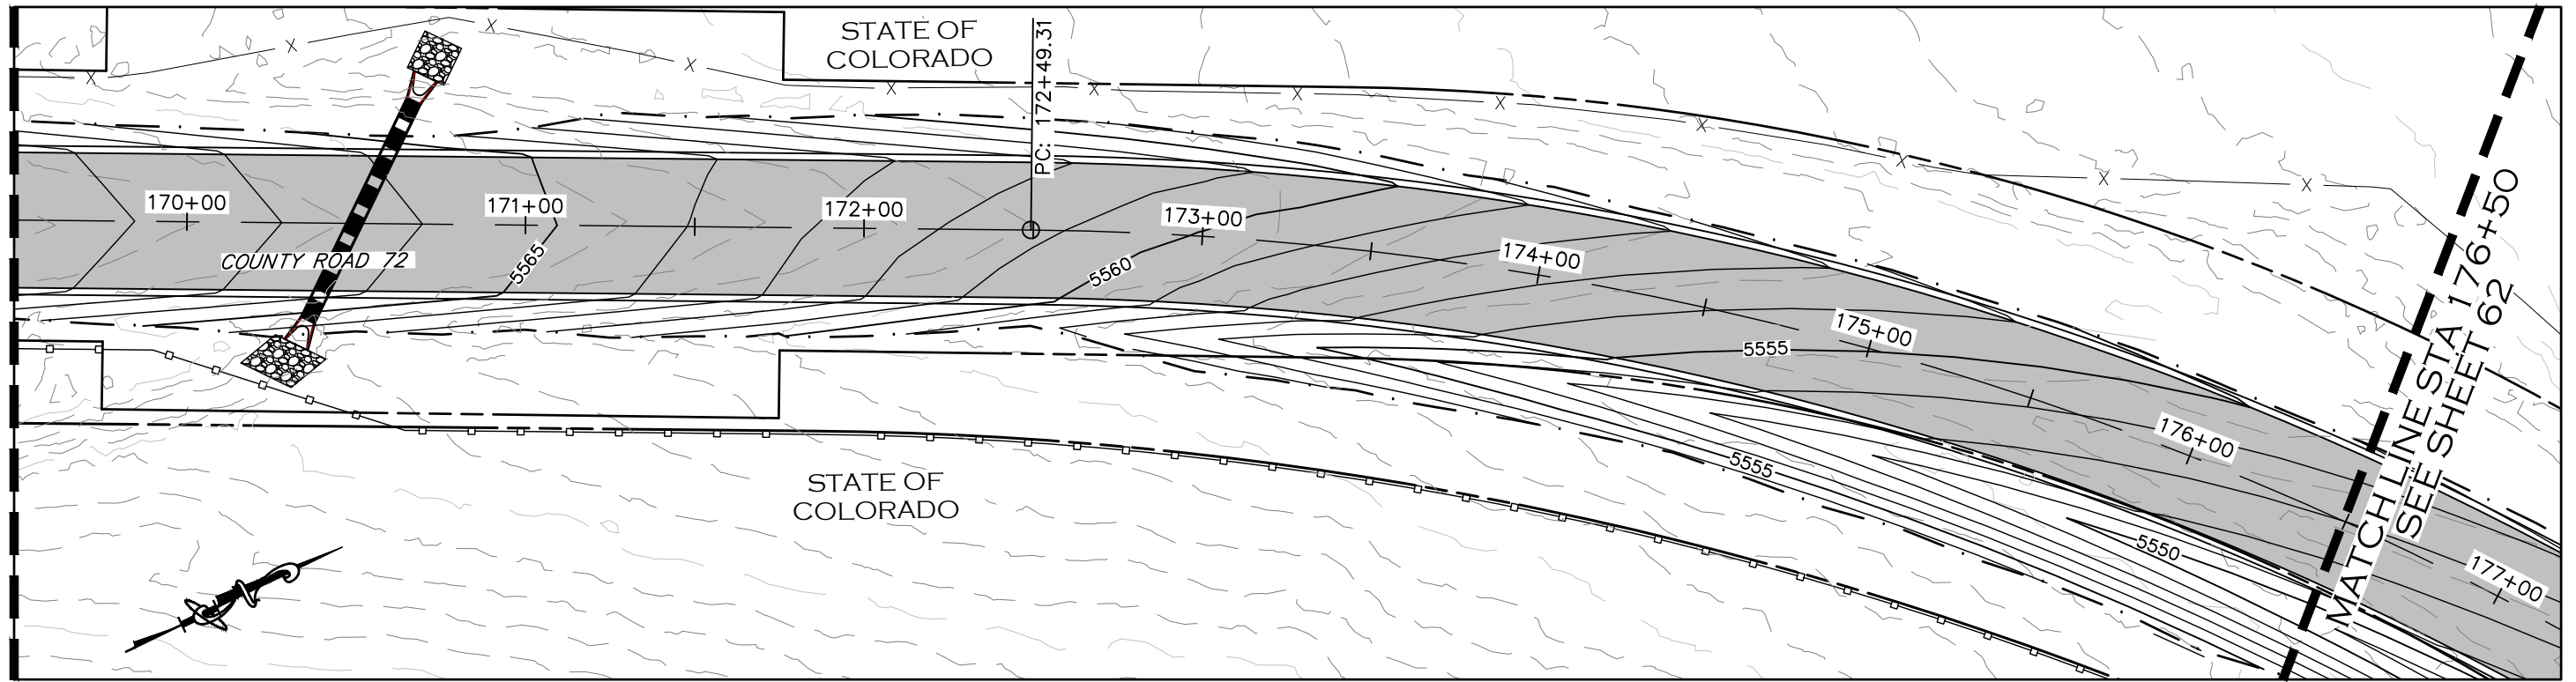 STATE OF
COLORADO
PC: 172+49.31
170+00
171+00
172+00
173+00
174+00
175+00
176+00
177+00
COUNTY ROAD 72
5565
5560
5555
5555
5550
STATE OF
COLORADO
MATCH LINE STA 176+50
SEE SHEET 62